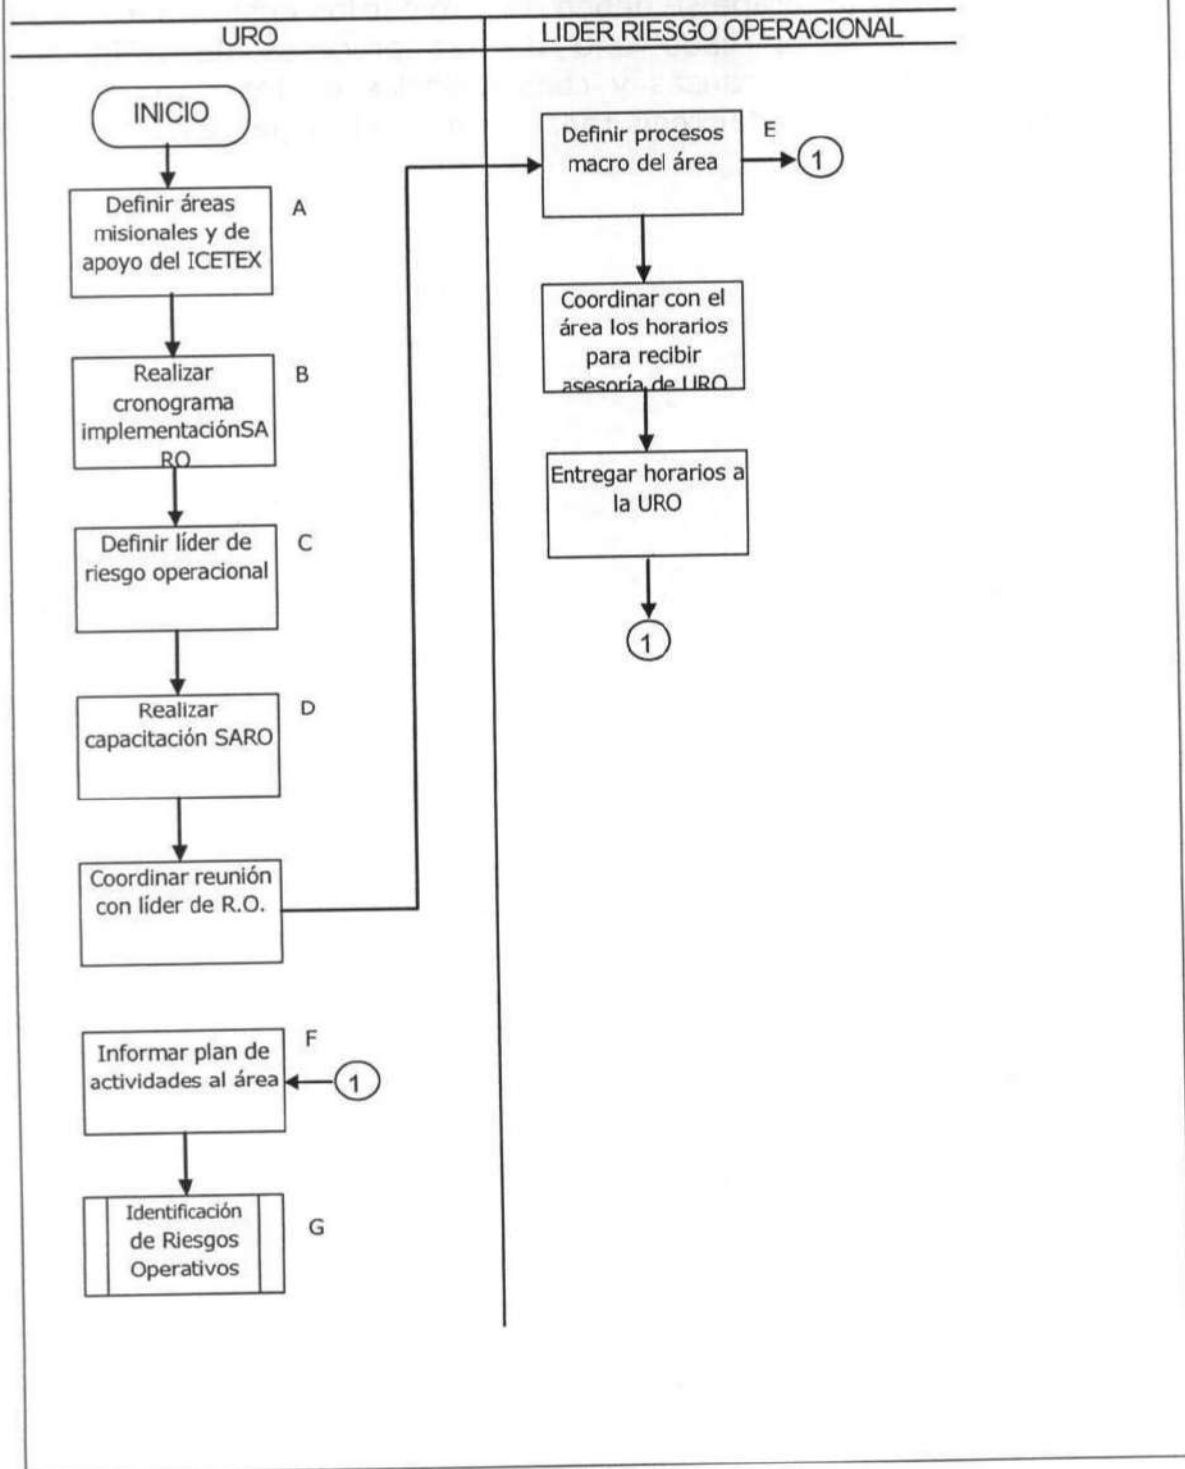 URO
LIDER RIESGO OPERACIONAL
INICIO
Definir áreas
misionales y de
apoyo del ICETEX
A
Realizar
cronograma
implementaciónSA
RO
B
Definir líder de
riesgo operacional
C
Realizar
capacitación SARO
D
Coordinar reunión
con líder de R.O.
Definir procesos
macro del área
E
1
Coordinar con el
área los horarios
para recibir
asesoría de URO
Entregar horarios a
la URO
1
Informar plan de
actividades al área
F
1
Identificación
de Riesgos
Operativos
G